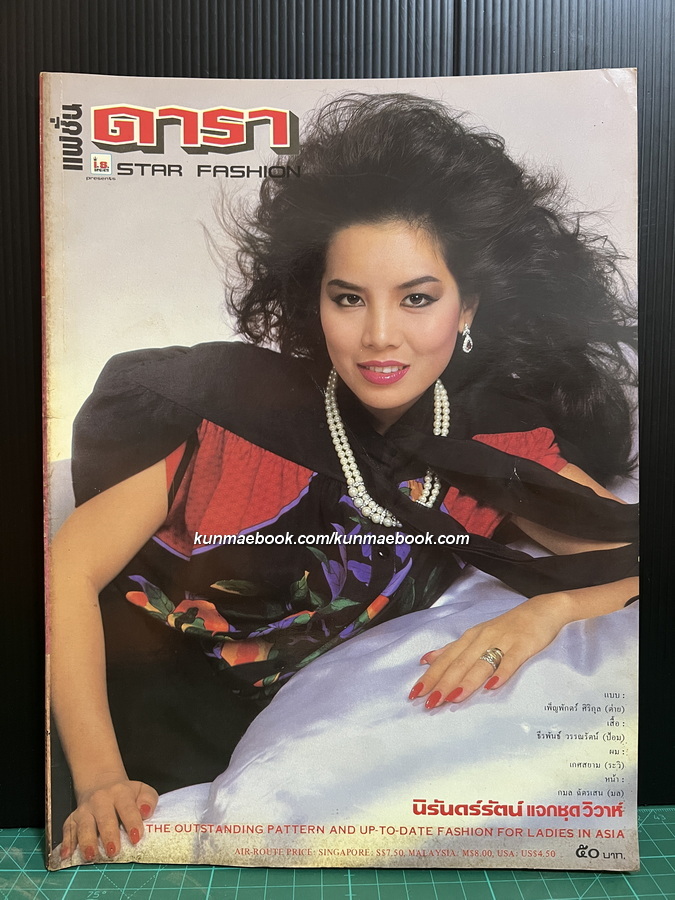 แฟชั่น
ดารา
presents
STAR FASHION
kunmaebook.com/kunmaebook.com
แบบ :
เพ็ญพักตร์ ศิริกุล (ต่าย)
เสื้อ :
ธีรพันธ์ วรรณรัตน์ (ป้อม)
ผม :
เกศสยาม (ระวิ)
หน้า :
กมล ฉัตรเสน (มล)
นิรันดร์รัตน์ แจกชุดวิวาห์
THE OUTSTANDING PATTERN AND UP-TO-DATE FASHION FOR LADIES IN ASIA
AIR-ROUTE PRICE: SINGAPORE: S$7.50, MALAYSIA: M$8.00, USA: US$4.50
๕๐ บาท.
75°